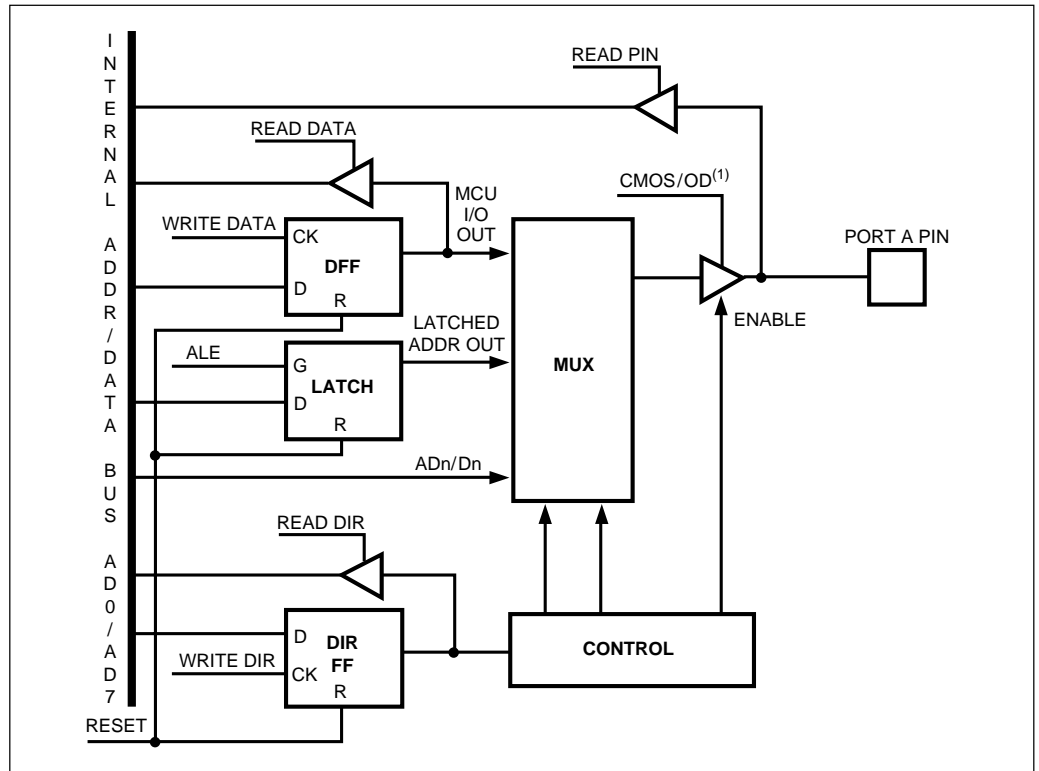 INTERNAL ADDR/DATA BUS AD0/AD7
READ PIN
READ DATA
CMOS/OD(1)
MCU
I/O
OUT
WRITE DATA
CK
DFF
D
R
PORT A PIN
ENABLE
LATCHED
ADDR OUT
ALE
G
LATCH
D
R
MUX
ADn/Dn
READ DIR
D
DIR
FF
WRITE DIR
CK
R
CONTROL
RESET